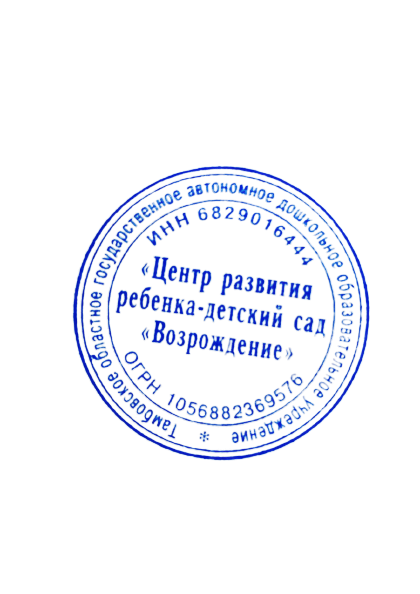 Тамбовское областное государственное автономное дошкольное образовательное учреждение *
ИНН 6829016444
«Центр развития
ребенка-детский сад
«Возрождение»
ОГРН 1056882369576